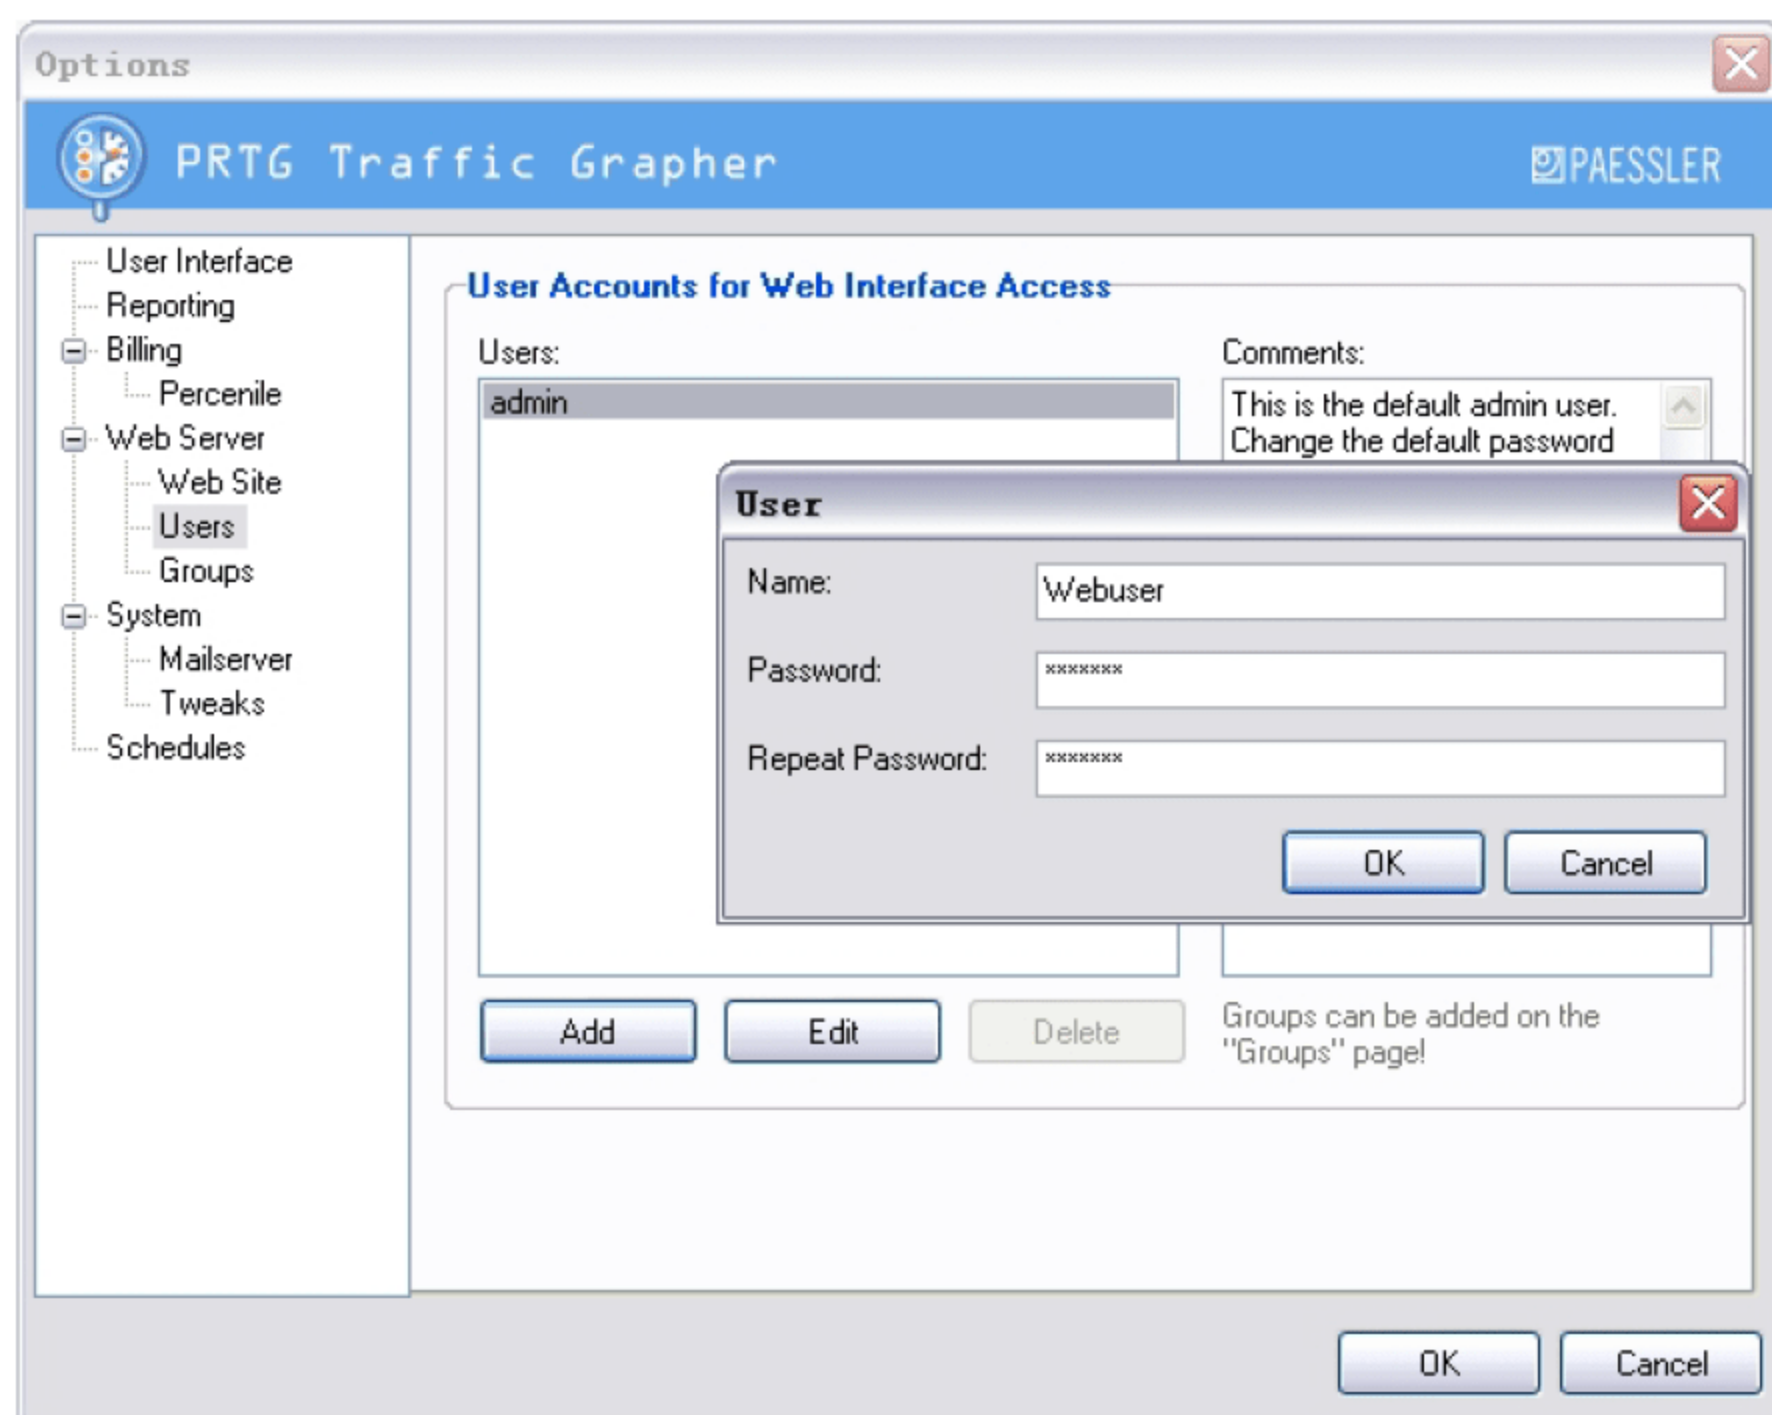 Options
PRTG Traffic Grapher
PAESSLER
User Interface
Reporting
Billing
Percenile
Web Server
Web Site
Users
Groups
System
Mailserver
Tweaks
Schedules
User Accounts for Web Interface Access
Users:
admin
Comments:
This is the default admin user.
Change the default password
User
Name:
Webuser
Password:
*******
Repeat Password:
*******
OK
Cancel
Add
Edit
Delete
Groups can be added on the
"Groups" page!
OK
Cancel